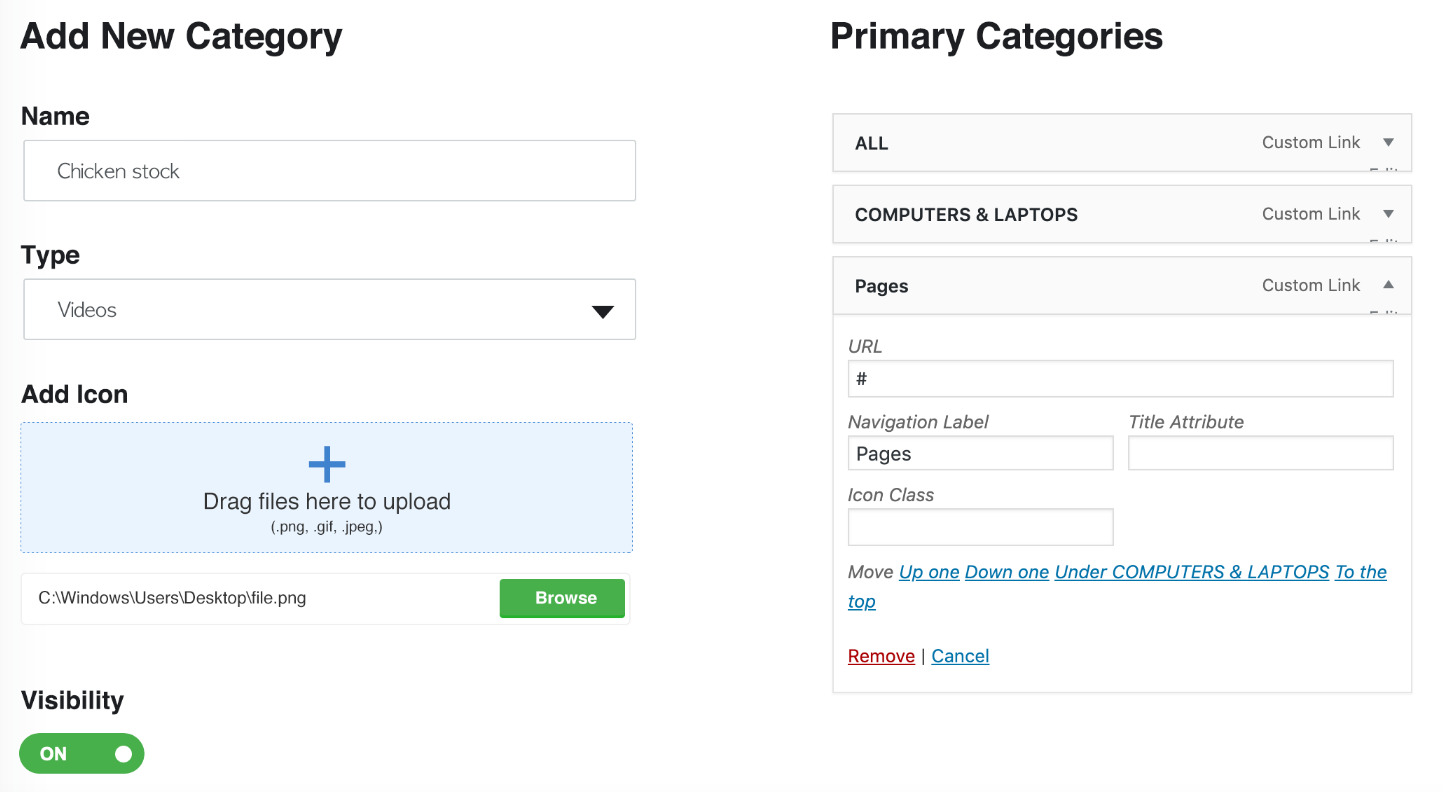 Add New Category
Name
Chicken stock
Type
Videos
Add Icon
Drag files here to upload
(.png, .gif, .jpeg,)
C:\Windows\Users\Desktop\file.png
Browse
Visibility
ON
Primary Categories
ALL
Custom Link
COMPUTERS & LAPTOPS
Custom Link
Pages
Custom Link
URL
#
Navigation Label
Title Attribute
Pages
Icon Class
Move Up one Down one Under COMPUTERS & LAPTOPS To the
top
Remove | Cancel